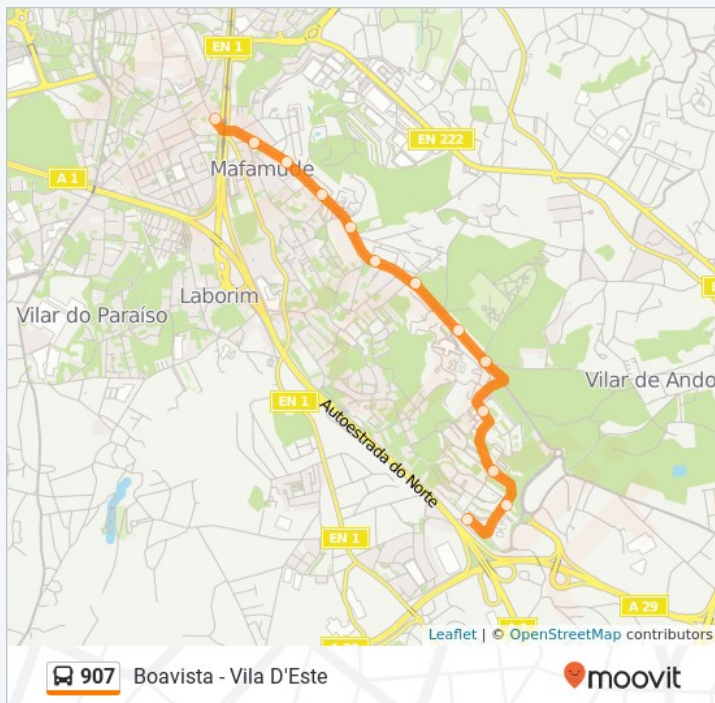 EN 1
EN 222
Mafamude
A 1
Laborim
Vilar do Paraíso
Vilar de Ando
EN 1
Autoestrada do Norte
EN 1
A 29
Leaflet | © OpenStreetMap contributors
907 Boavista - Vila D'Este
moovit